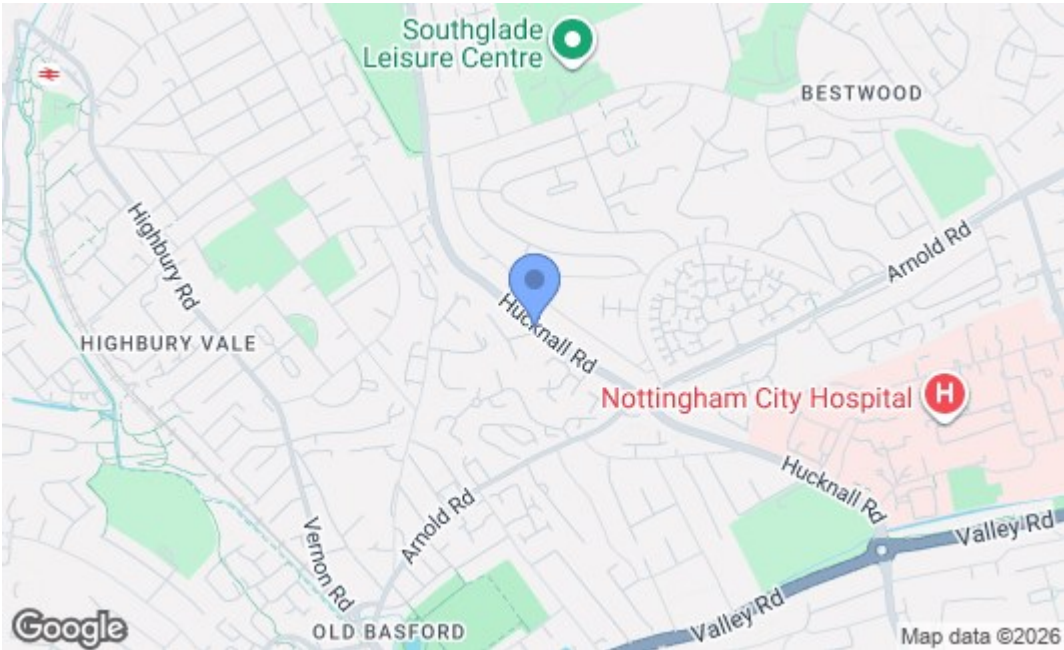 Southglade
Leisure Centre
BESTWOOD
Highbury Rd
Arnold Rd
Hucknall Rd
HIGHBURY VALE
Nottingham City Hospital
H
Hucknall Rd
Arnold Rd
Vernon Rd
Valley Rd
Valley Rd
OLD BASFORD
Google
Map data ©2026